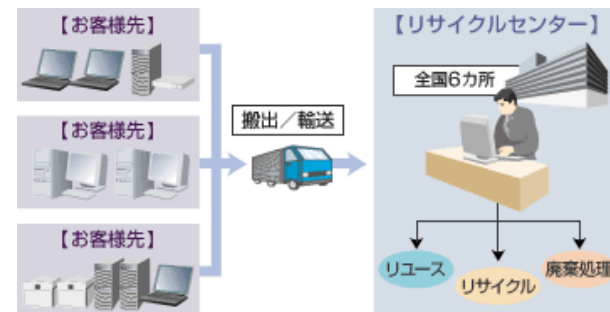 【お客様先】
【お客様先】
【お客様先】
搬出／輸送
【リサイクルセンター】
全国6カ所
リユース
リサイクル
廃棄処理